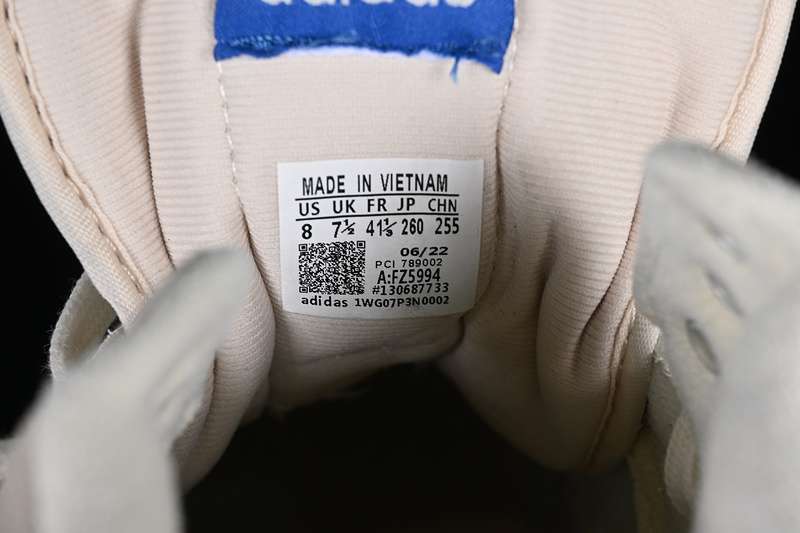 adidas
MADE IN VIETNAM
US UK FR JP CHN
8 7½ 41⅓ 260 255
06/22
PCI 789002
A:FZ5994
#130687733
adidas 1WG07P3N0002